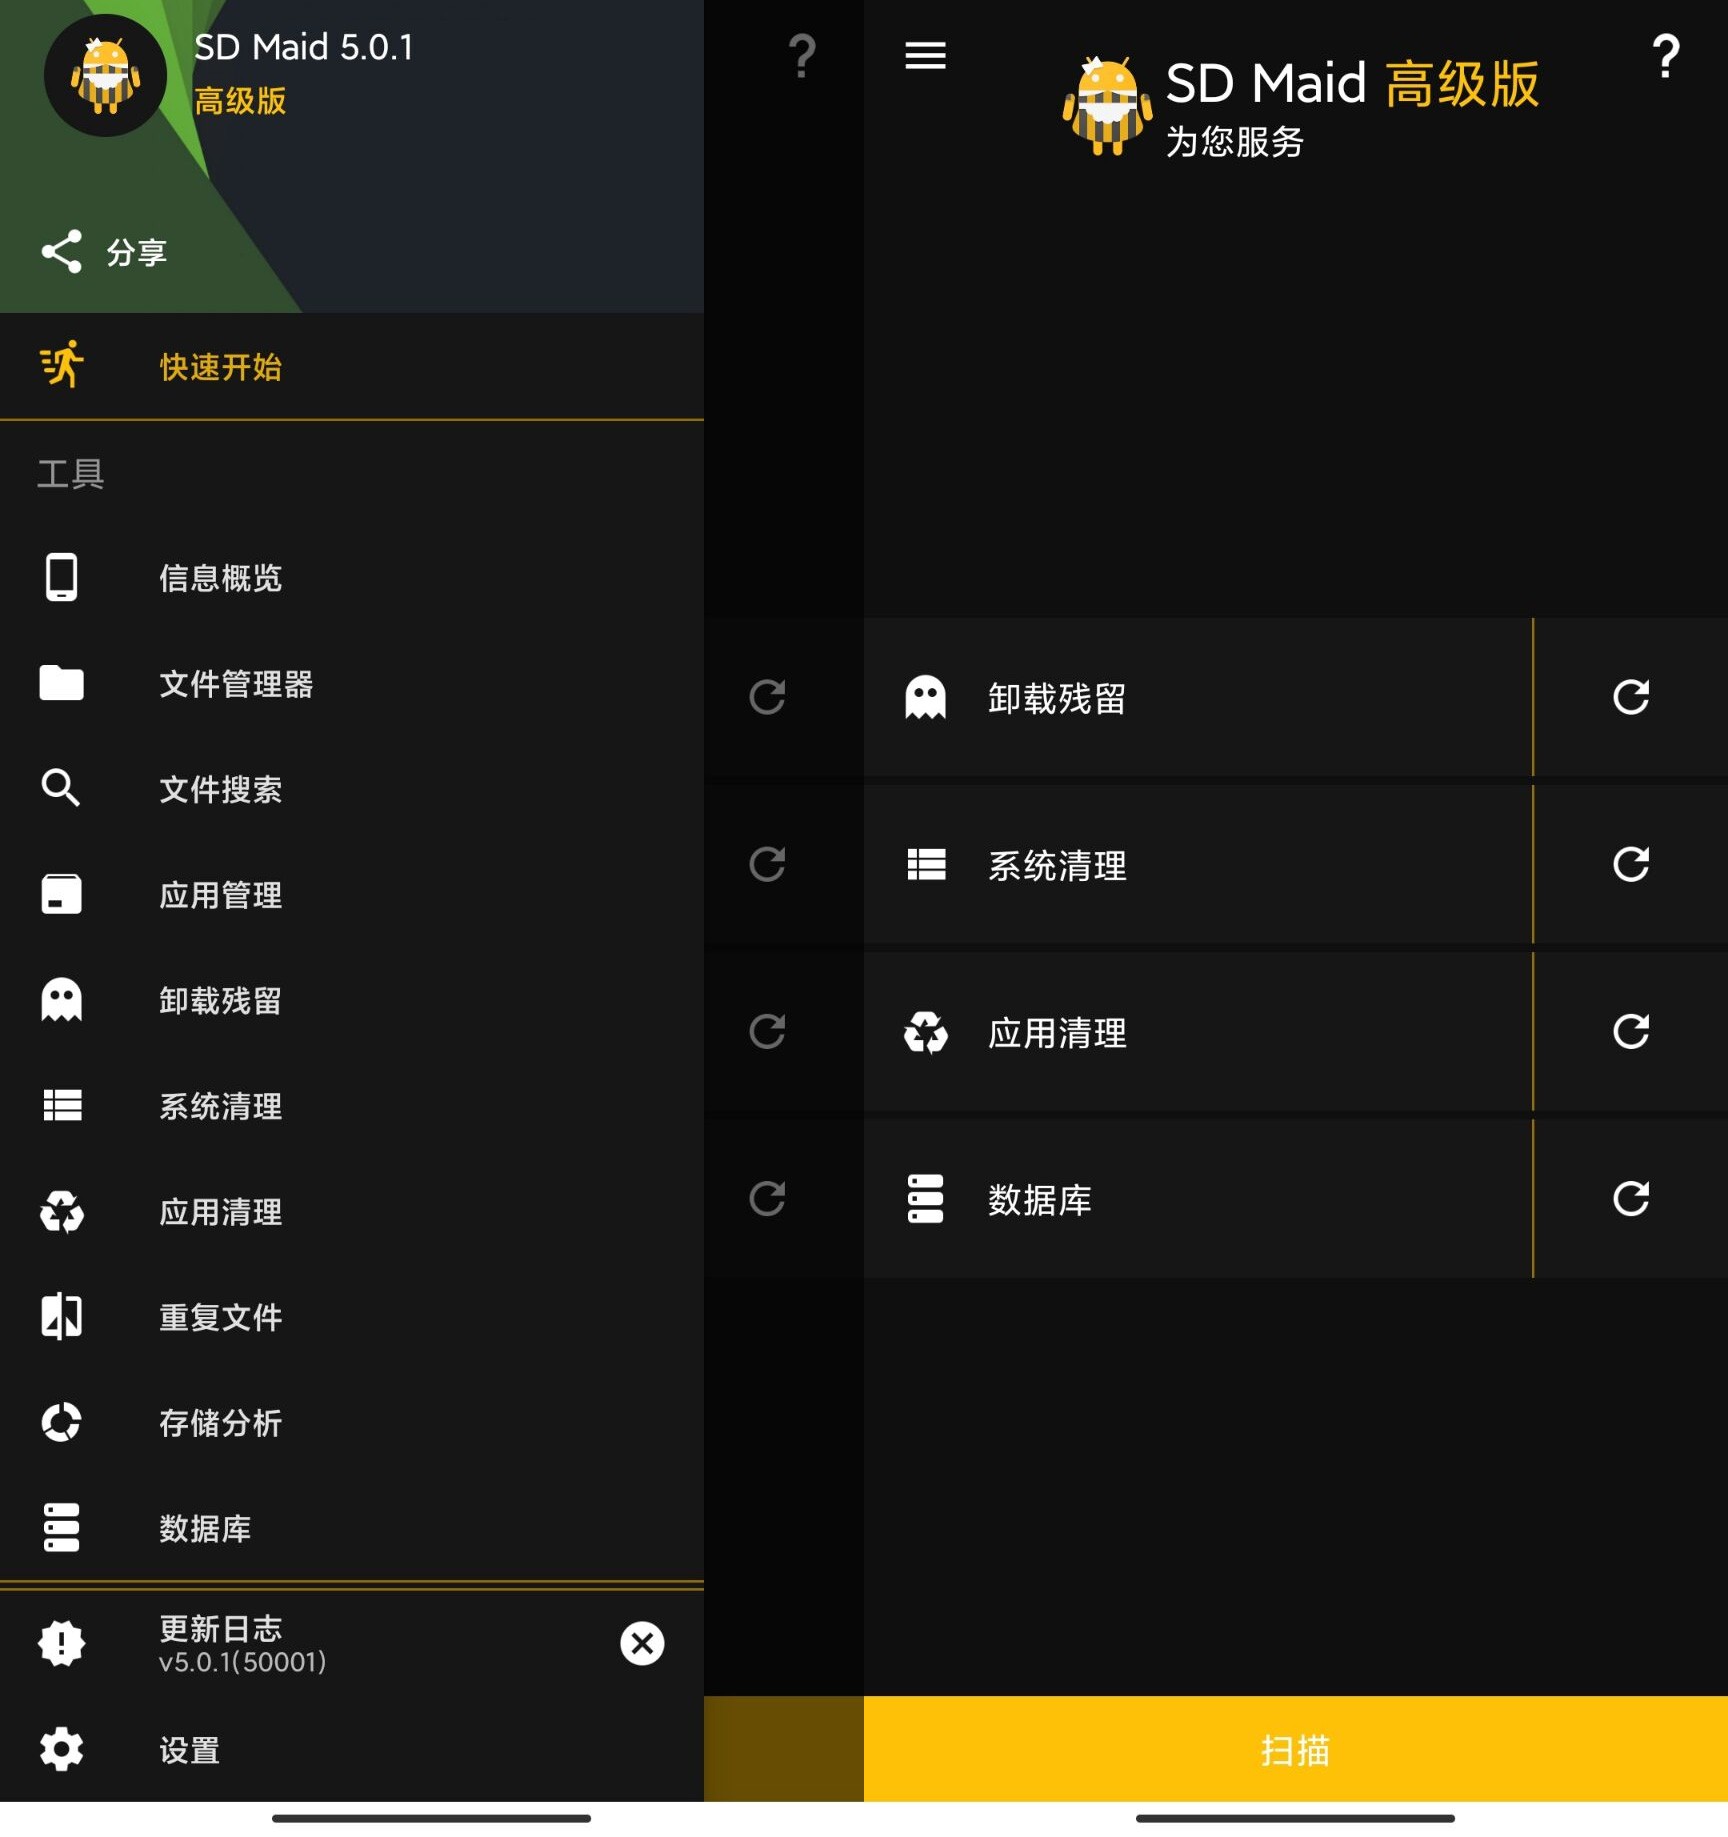 SD Maid 5.0.1
高级版
分享
快速开始
工具
信息概览
文件管理器
文件搜索
应用管理
卸载残留
系统清理
应用清理
重复文件
存储分析
数据库
更新日志
v5.0.1(50001)
设置
?
?
SD Maid 高级版
为您服务
卸载残留
系统清理
应用清理
数据库
扫描